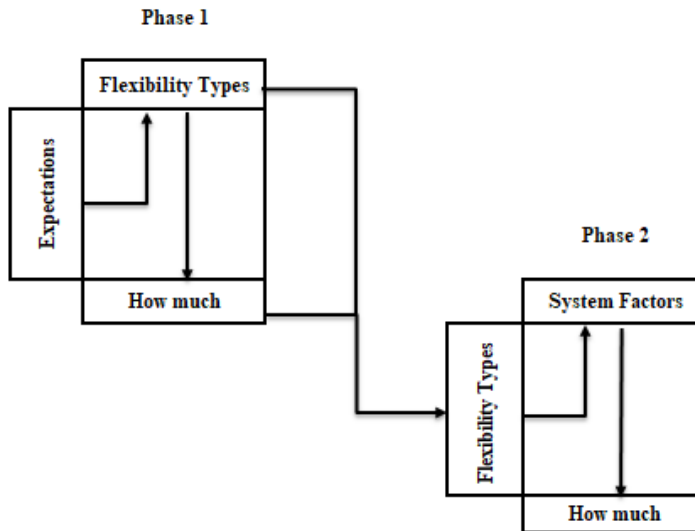 Phase 1
Flexibility Types
Expectations
How much
Phase 2
System Factors
Flexibility Types
How much